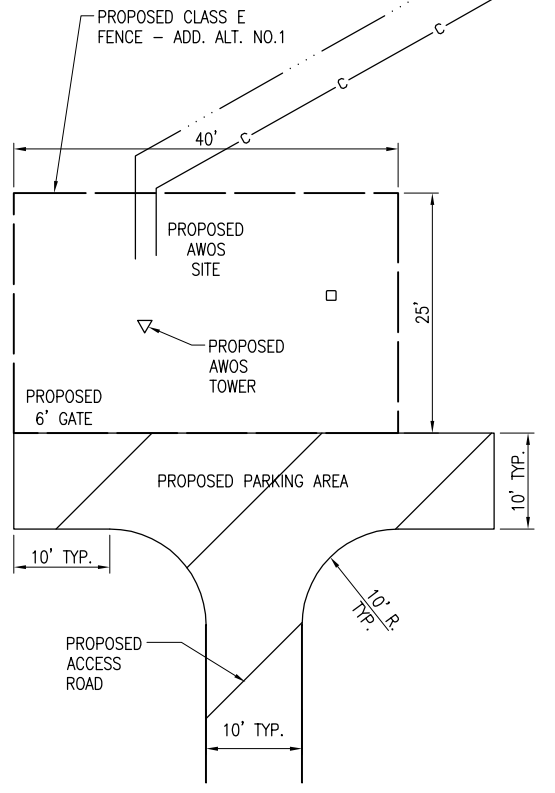 PROPOSED CLASS E
FENCE – ADD. ALT. NO.1
C
C
C
40'
PROPOSED
AWOS
SITE
25'
PROPOSED
AWOS
TOWER
PROPOSED
6' GATE
PROPOSED PARKING AREA
10' TYP.
10' TYP.
10' R.
TYP.
PROPOSED
ACCESS
ROAD
10' TYP.